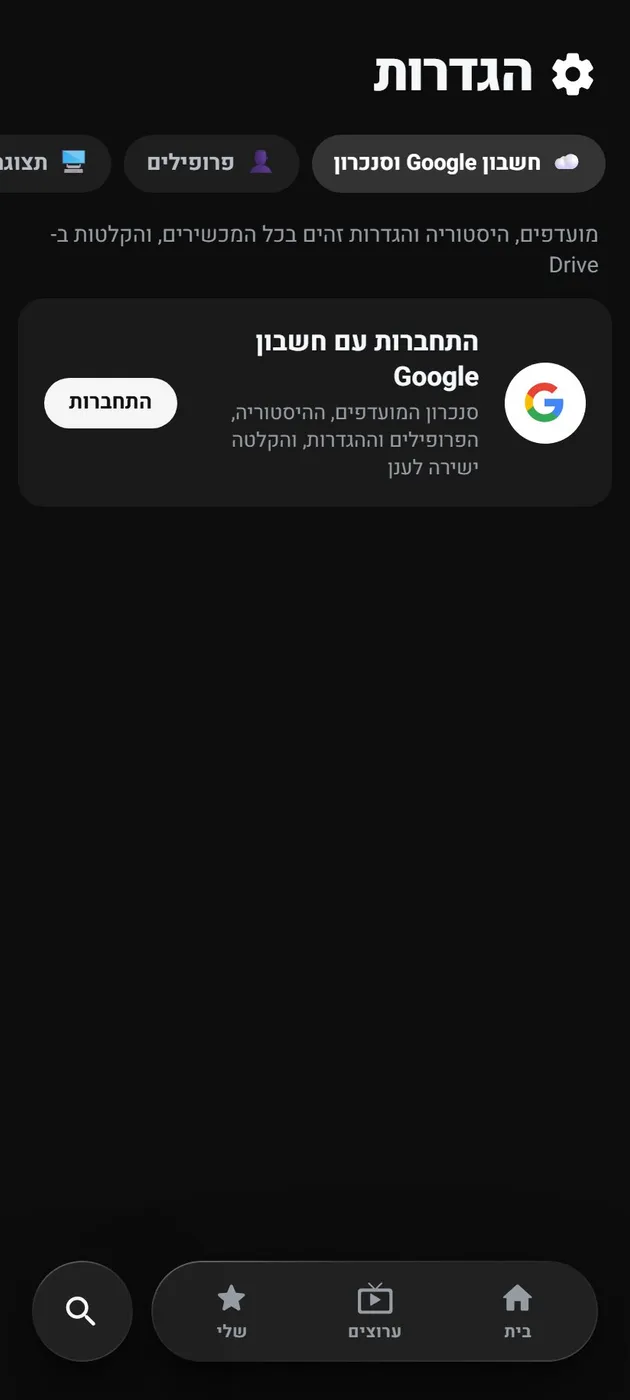 הגדרות
חשבון Google וסנכרון
פרופילים
תצוגה
מועדפים, היסטוריה והגדרות זהים בכל המכשירים, והקלטות ב-
Drive
התחברות עם חשבון
Google
סנכרון המועדפים, ההיסטוריה,
הפרופילים וההגדרות, והקלטה
ישירה לענן
התחברות
בית
ערוצים
שלי